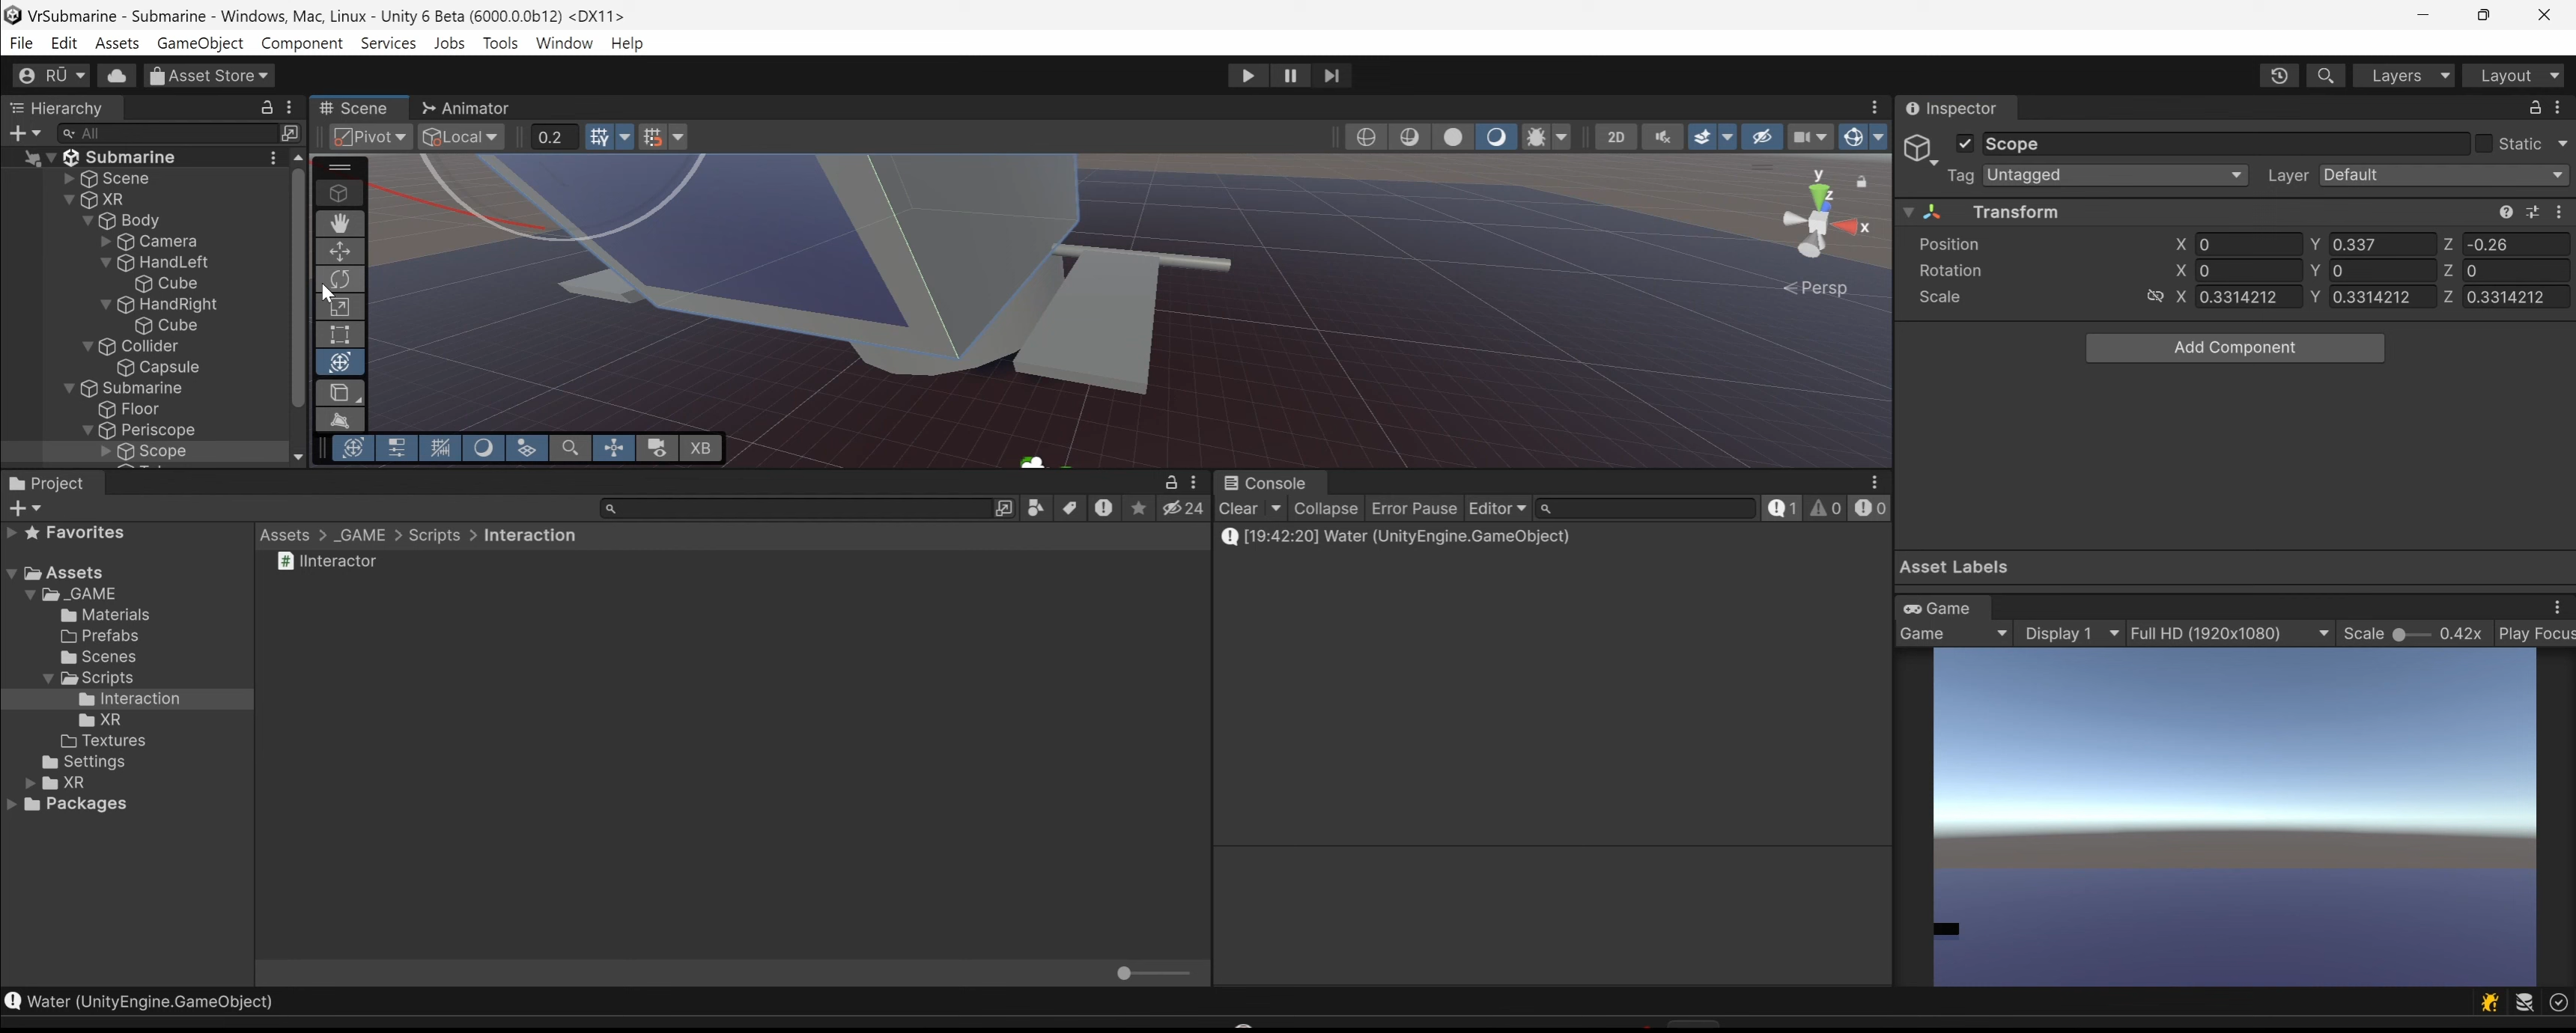 VrSubmarine - Submarine - Windows, Mac, Linux - Unity 6 Beta (6000.0.0b12) <DX11>
File Edit Assets GameObject Component Services Jobs Tools Window Help
RŪ Asset Store Layers Layout
Hierarchy
All
Submarine
Scene
XR
Body
Camera
HandLeft
Cube
HandRight
Cube
Collider
Capsule
Submarine
Floor
Periscope
Scope
Scene Animator
Pivot Local 0.2 2D
y
z
x
Persp
XB
Inspector
Scope Static
Tag Untagged Layer Default
Transform
Position X 0 Y 0.337 Z -0.26
Rotation X 0 Y 0 Z 0
Scale X 0.3314212 Y 0.3314212 Z 0.3314212
Add Component
Asset Labels
Project
24
Favorites
Assets
_GAME
Materials
Prefabs
Scenes
Scripts
Interaction
XR
Textures
Settings
XR
Packages
Assets > _GAME > Scripts > Interaction
IInteractor
Console
Clear Collapse Error Pause Editor 1 0 0
[19:42:20] Water (UnityEngine.GameObject)
Game
Game Display 1 Full HD (1920x1080) Scale 0.42x Play Focus
Water (UnityEngine.GameObject)